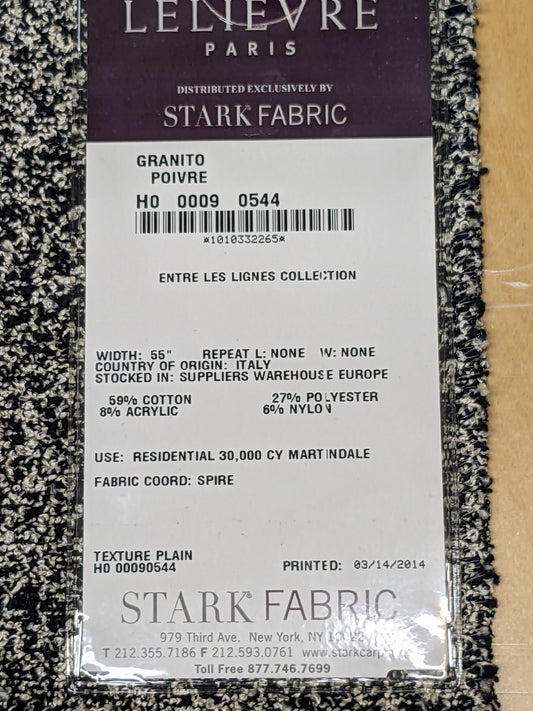 LELIEVRE
PARIS
DISTRIBUTED EXCLUSIVELY BY
STARK FABRIC
GRANITO
POIVRE
H0 0009 0544
*1010332265*
ENTRE LES LIGNES COLLECTION
WIDTH: 55" REPEAT L: NONE W: NONE
COUNTRY OF ORIGIN: ITALY
STOCKED IN: SUPPLIERS WAREHOUSE EUROPE
59% COTTON 27% POLYESTER
8% ACRYLIC 6% NYLON
USE: RESIDENTIAL 30,000 CY MARTINDALE
FABRIC COORD: SPIRE
TEXTURE PLAIN
H0 00090544 PRINTED: 03/14/2014
STARK® FABRIC
979 Third Ave. New York, NY
T 212.355.7186 F 212.593.0761
Toll Free 877.746.7699